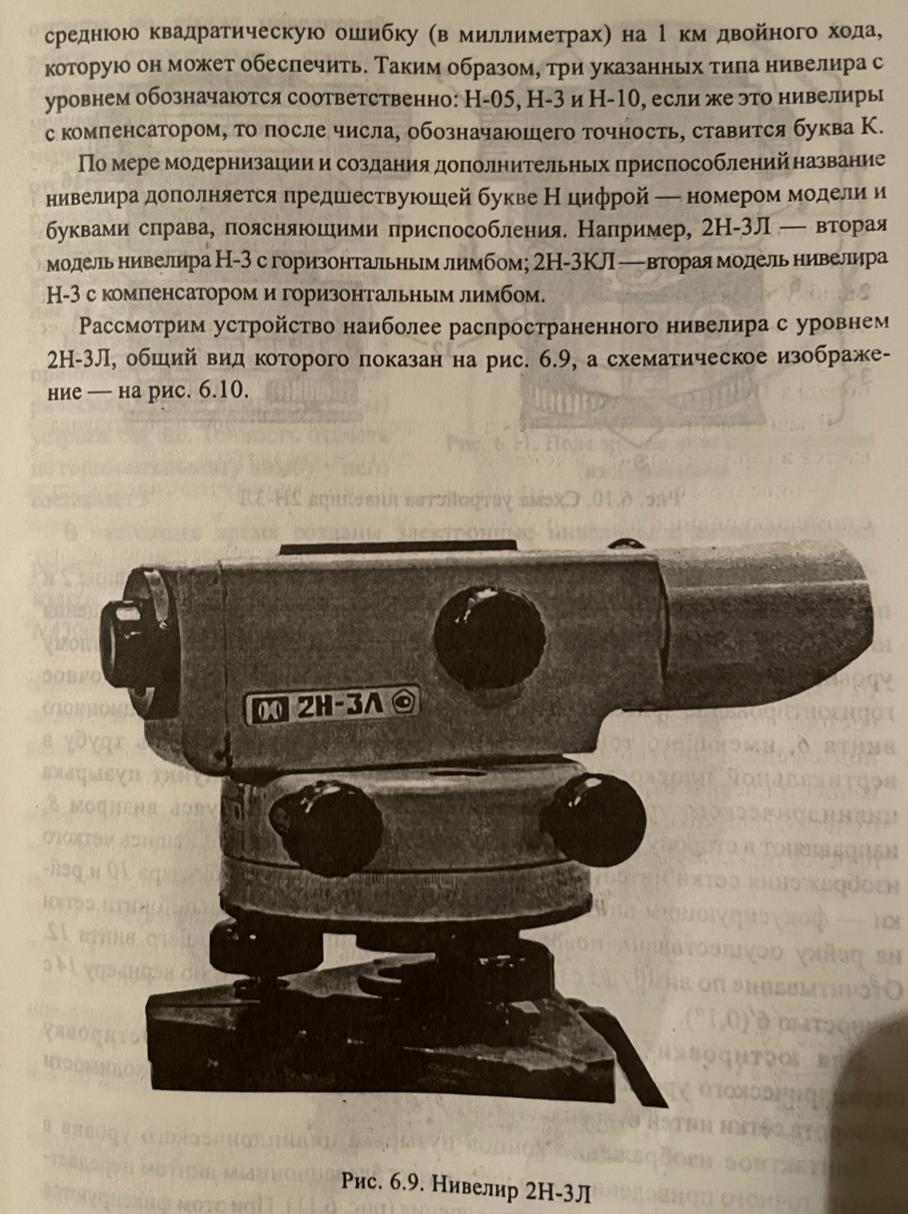 среднюю квадратическую ошибку (в миллиметрах) на 1 км двойного хода,
которую он может обеспечить. Таким образом, три указанных типа нивелира с
уровнем обозначаются соответственно: Н-05, Н-3 и Н-10, если же это нивелиры
с компенсатором, то после числа, обозначающего точность, ставится буква К.
По мере модернизации и создания дополнительных приспособлений название
нивелира дополняется предшествующей букве Н цифрой — номером модели и
буквами справа, поясняющими приспособления. Например, 2Н-3Л — вторая
модель нивелира Н-3 с горизонтальным лимбом; 2Н-3КЛ — вторая модель нивелира
Н-3 с компенсатором и горизонтальным лимбом.
Рассмотрим устройство наиболее распространенного нивелира с уровнем
2Н-3Л, общий вид которого показан на рис. 6.9, а схематическое изображе-
ние — на рис. 6.10.
2Н-3Л
Рис. 6.9. Нивелир 2Н-3Л